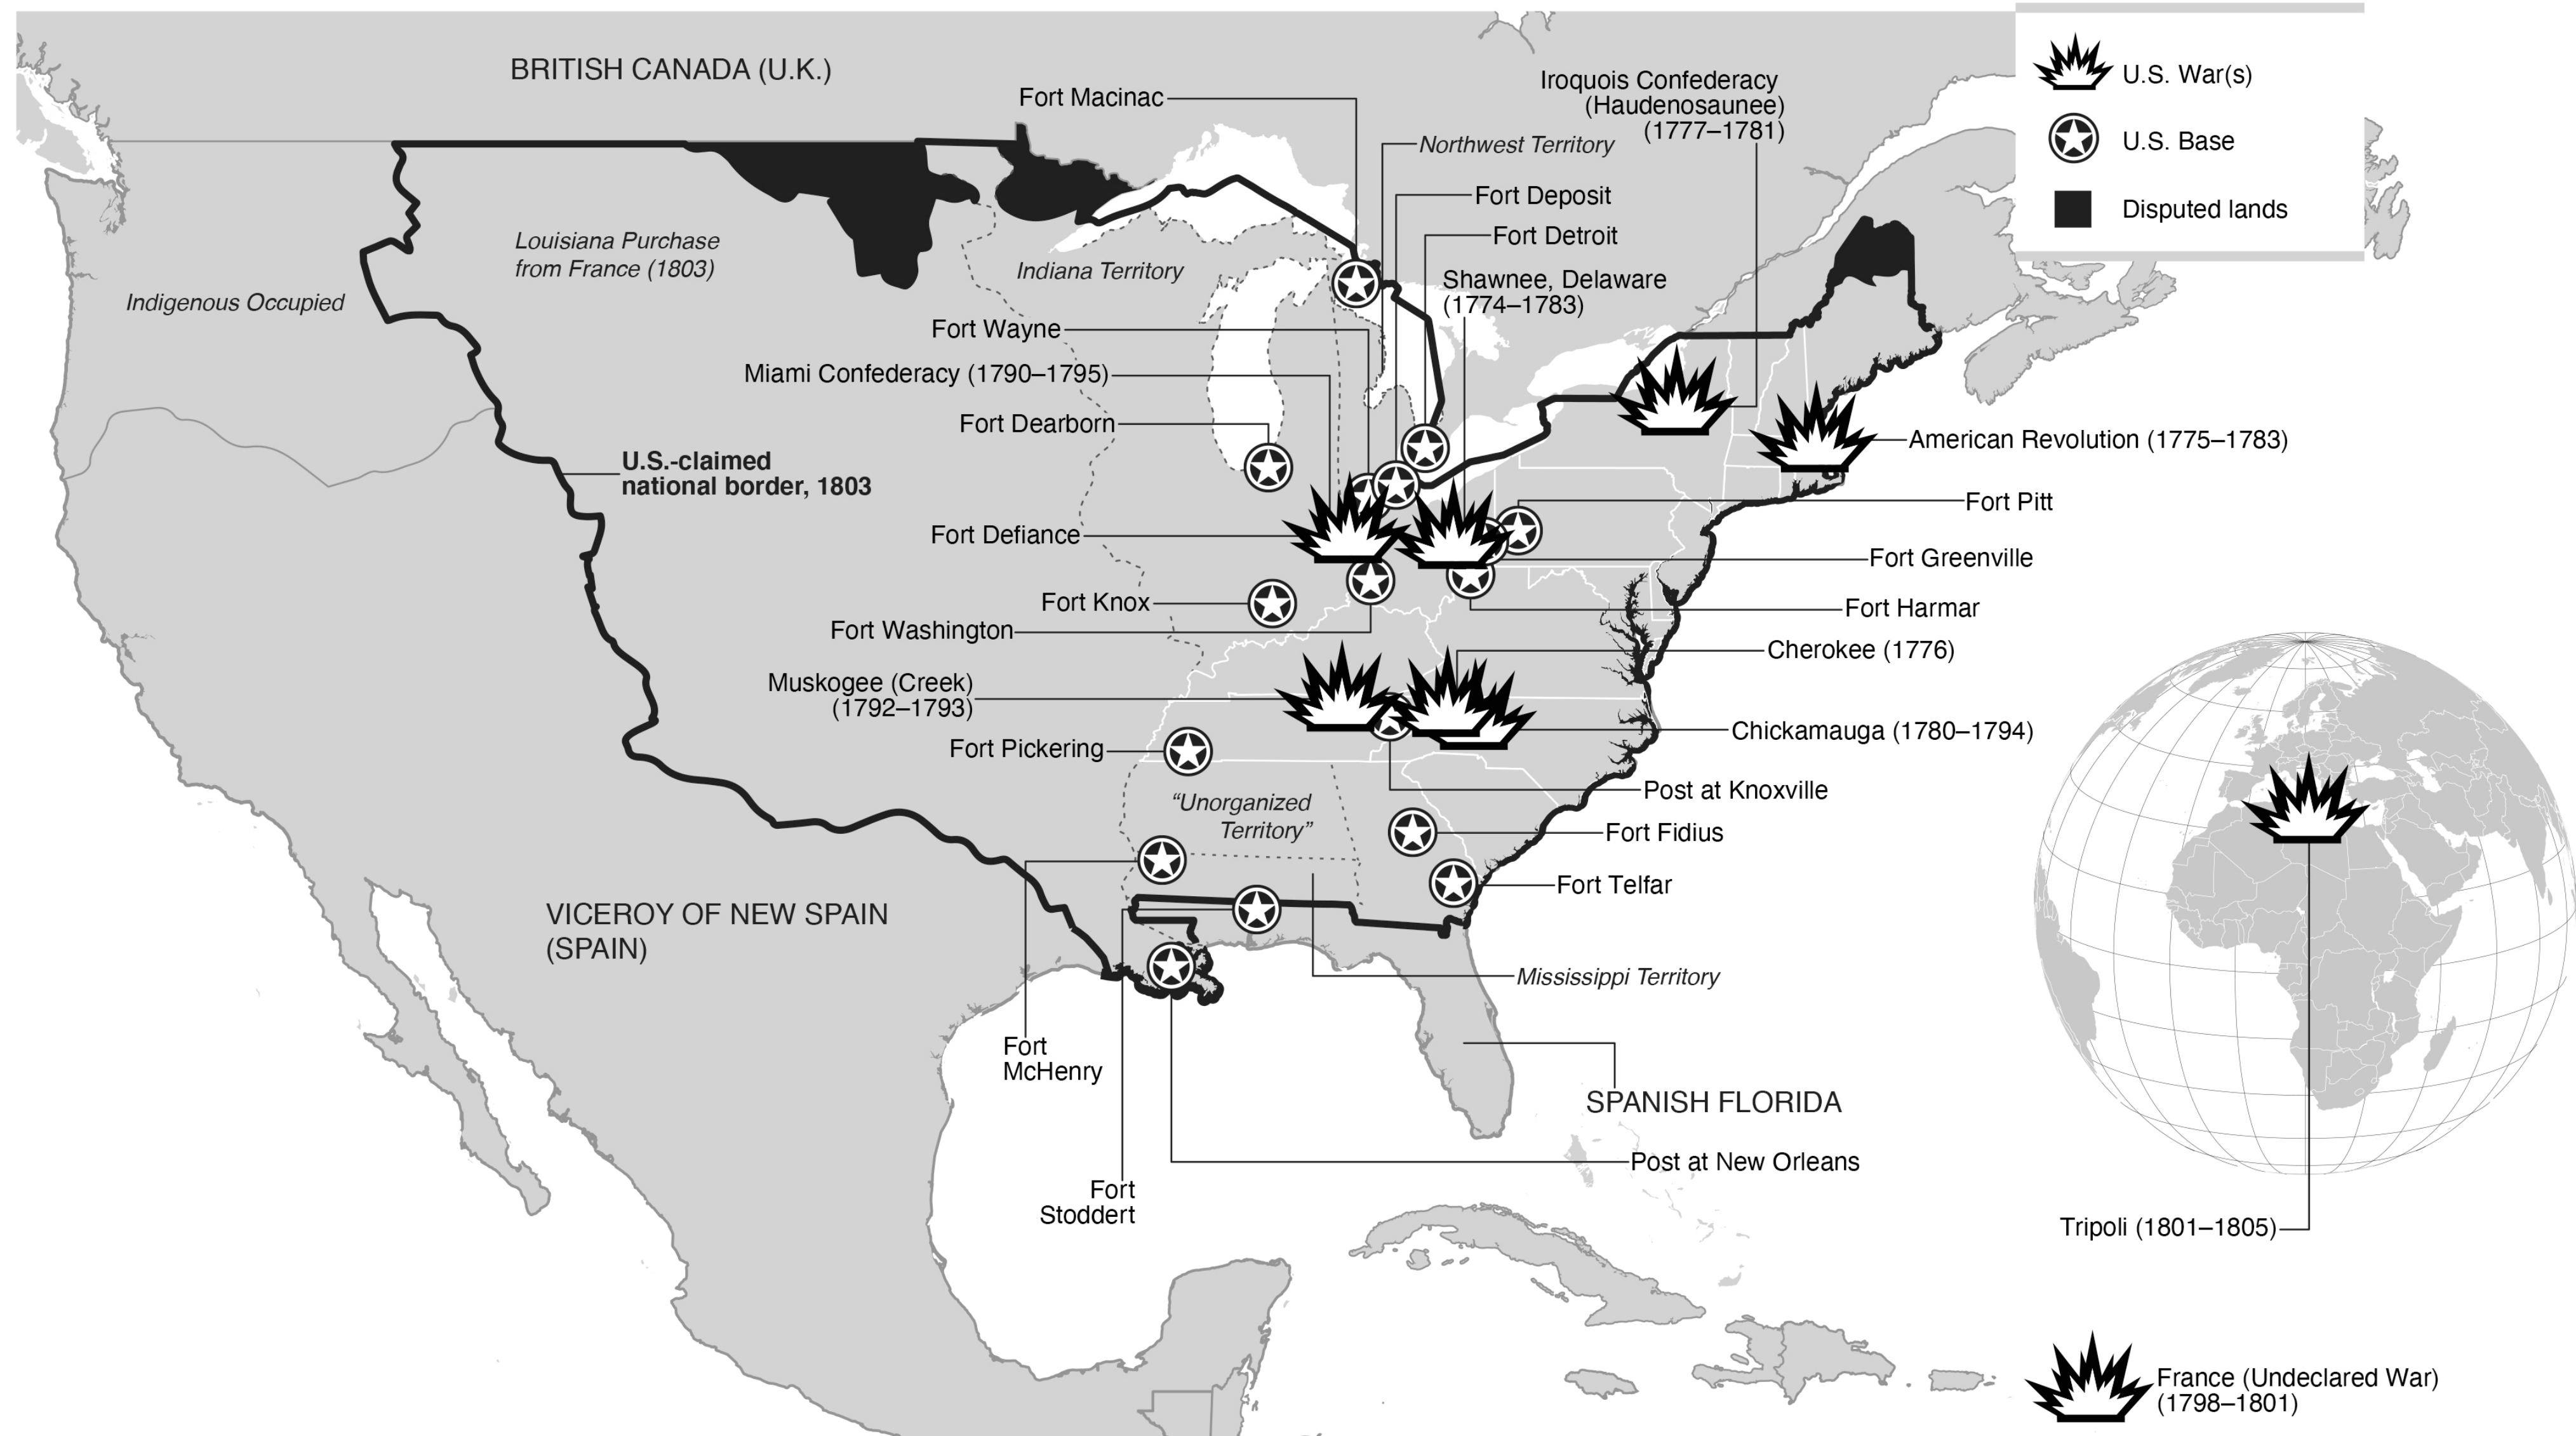 BRITISH CANADA (U.K.)
Fort Macinac
Iroquois Confederacy
(Haudenosaunee)
(1777–1781)
U.S. War(s)
U.S. Base
Disputed lands
Northwest Territory
Fort Deposit
Fort Detroit
Shawnee, Delaware
(1774–1783)
Louisiana Purchase
from France (1803)
Indiana Territory
Indigenous Occupied
Fort Wayne
Miami Confederacy (1790–1795)
Fort Dearborn
American Revolution (1775–1783)
U.S.-claimed
national border, 1803
Fort Pitt
Fort Defiance
Fort Greenville
Fort Knox
Fort Harmar
Fort Washington
Cherokee (1776)
Muskogee (Creek)
(1792–1793)
Chickamauga (1780–1794)
Fort Pickering
Post at Knoxville
“Unorganized
Territory”
Fort Fidius
Fort Telfar
VICEROY OF NEW SPAIN
(SPAIN)
Mississippi Territory
Fort
McHenry
SPANISH FLORIDA
Post at New Orleans
Fort
Stoddert
Tripoli (1801–1805)
France (Undeclared War)
(1798–1801)